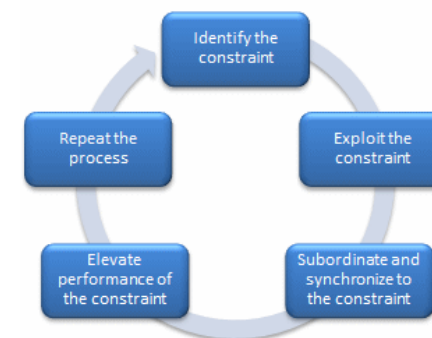 Identify the
constraint
Exploit the
constraint
Subordinate and
synchronize to
the constraint
Elevate
performance of
the constraint
Repeat the
process